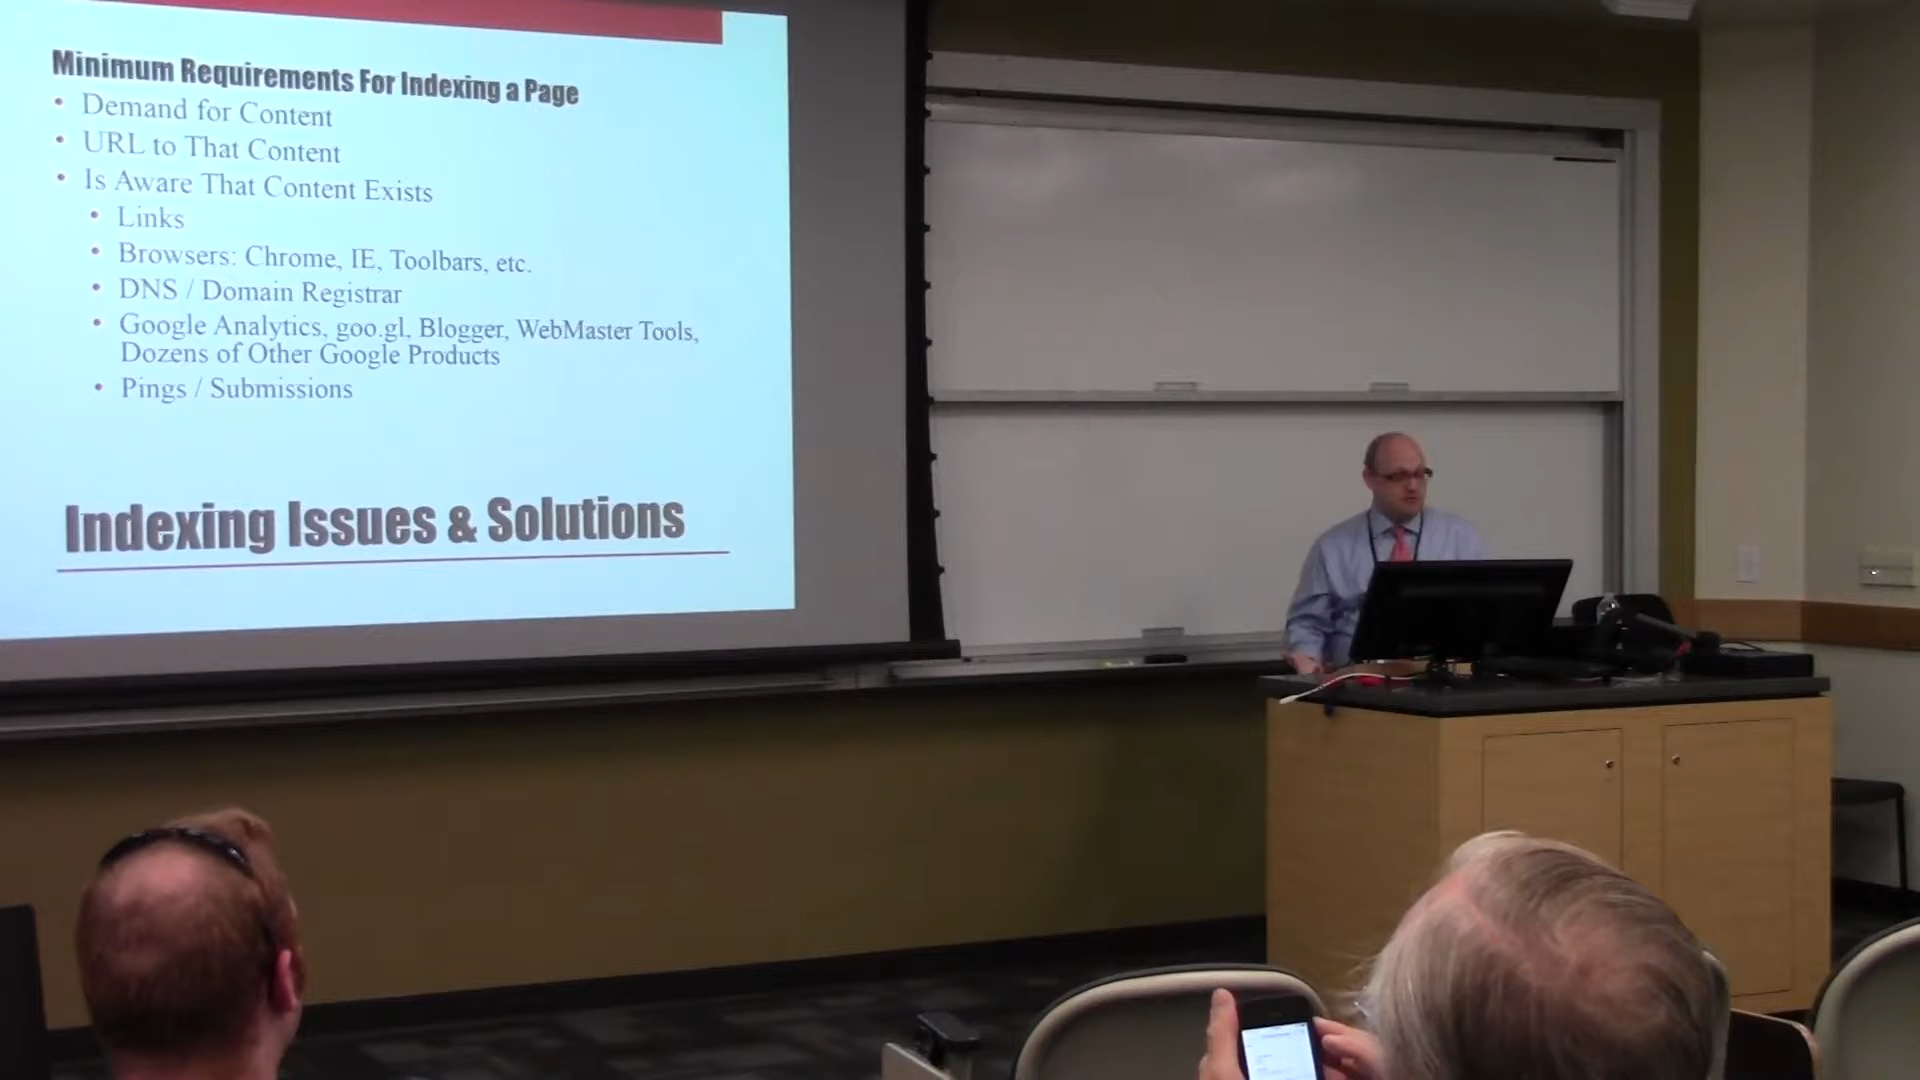 Minimum Requirements For Indexing a Page
• Demand for Content
• URL to That Content
• Is Aware That Content Exists
• Links
• Browsers: Chrome, IE, Toolbars, etc.
• DNS / Domain Registrar
• Google Analytics, goo.gl, Blogger, WebMaster Tools,
Dozens of Other Google Products
• Pings / Submissions
Indexing Issues & Solutions